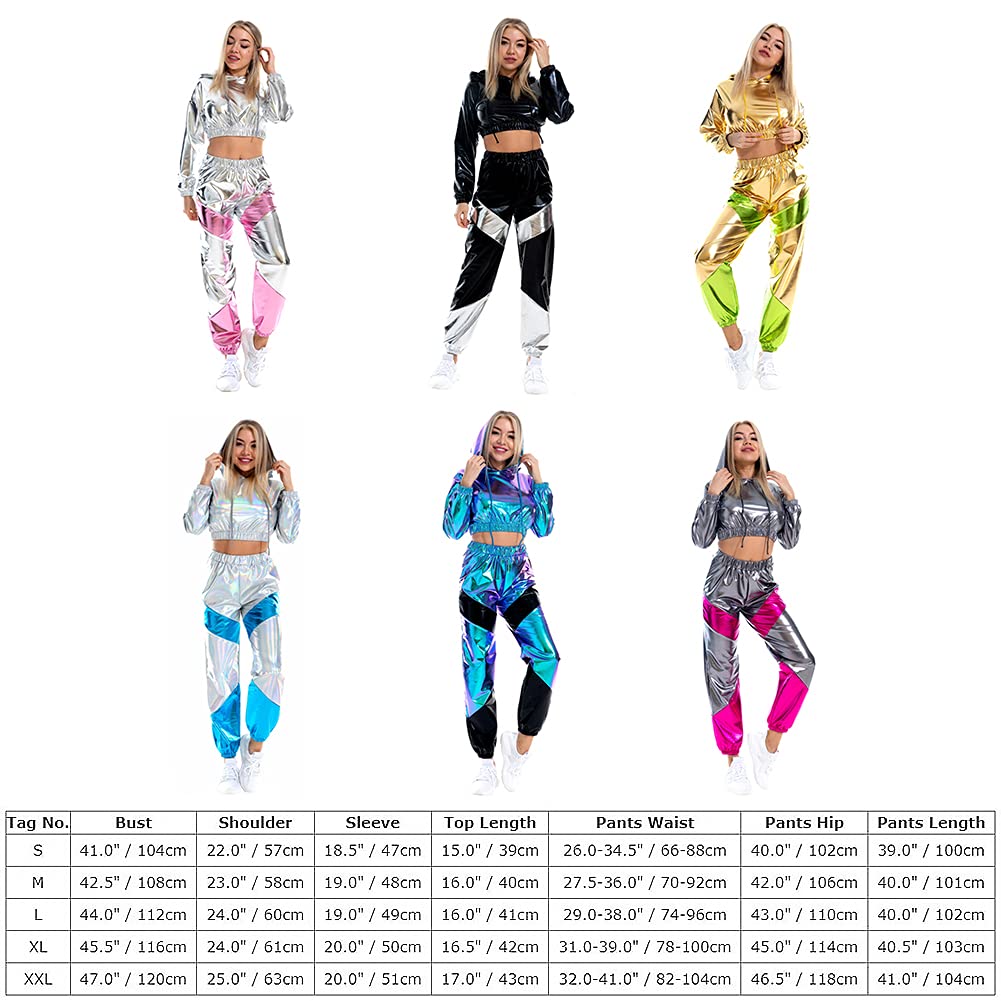 Tag No. Bust Shoulder Sleeve Top Length Pants Waist Pants Hip Pants Length
S 41.0" / 104cm 22.0" / 57cm 18.5" / 47cm 15.0" / 39cm 26.0-34.5" / 66-88cm 40.0" / 102cm 39.0" / 100cm
M 42.5" / 108cm 23.0" / 58cm 19.0" / 48cm 16.0" / 40cm 27.5-36.0" / 70-92cm 42.0" / 106cm 40.0" / 101cm
L 44.0" / 112cm 24.0" / 60cm 19.0" / 49cm 16.0" / 41cm 29.0-38.0" / 74-96cm 43.0" / 110cm 40.0" / 102cm
XL 45.5" / 116cm 24.0" / 61cm 20.0" / 50cm 16.5" / 42cm 31.0-39.0" / 78-100cm 45.0" / 114cm 40.5" / 103cm
XXL 47.0" / 120cm 25.0" / 63cm 20.0" / 51cm 17.0" / 43cm 32.0-41.0" / 82-104cm 46.5" / 118cm 41.0" / 104cm